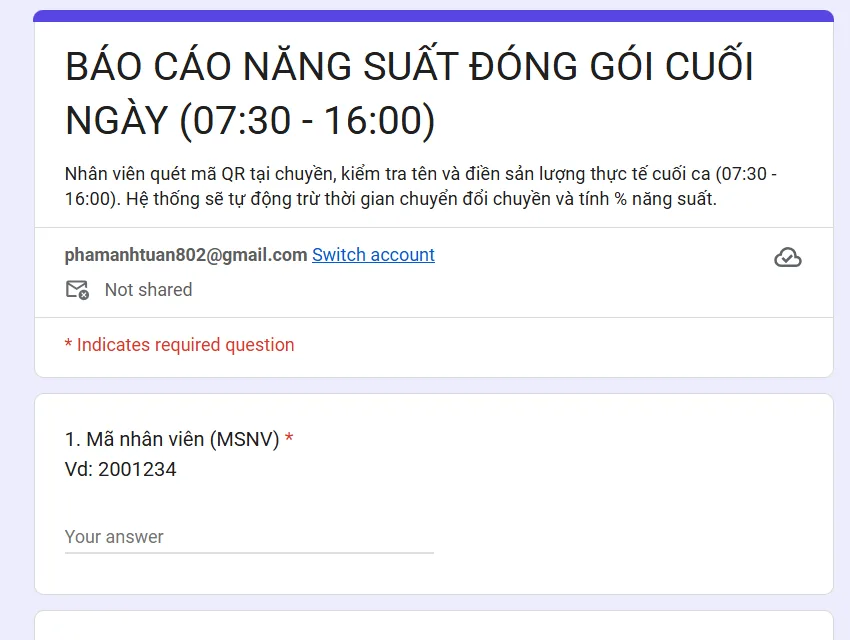 BÁO CÁO NĂNG SUẤT ĐÓNG GÓI CUỐI
NGÀY (07:30 - 16:00)
Nhân viên quét mã QR tại chuyền, kiểm tra tên và điền sản lượng thực tế cuối ca (07:30 -
16:00). Hệ thống sẽ tự động trừ thời gian chuyển đổi chuyền và tính % năng suất.
phamanhtuan802@gmail.com Switch account
Not shared
* Indicates required question
1. Mã nhân viên (MSNV) *
Vd: 2001234
Your answer